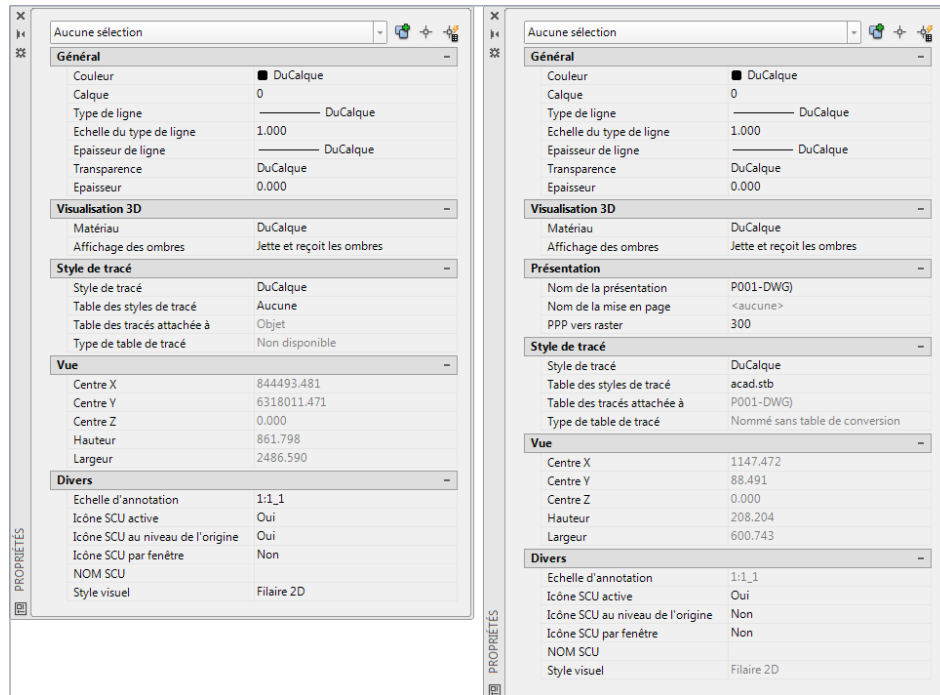 Aucune sélection
Général
Couleur DuCalque
Calque 0
Type de ligne DuCalque
Echelle du type de ligne 1.000
Epaisseur de ligne DuCalque
Transparence DuCalque
Epaisseur 0.000
Visualisation 3D
Matériau DuCalque
Affichage des ombres Jette et reçoit les ombres
Style de tracé
Style de tracé DuCalque
Table des styles de tracé Aucune
Table des tracés attachée à Objet
Type de table de tracé Non disponible
Vue
Centre X 844493.481
Centre Y 6318011.471
Centre Z 0.000
Hauteur 861.798
Largeur 2486.590
Divers
Echelle d'annotation 1:1_1
Icône SCU active Oui
Icône SCU au niveau de l'origine Oui
Icône SCU par fenêtre Non
NOM SCU
Style visuel Filaire 2D
PROPRIÉTÉS
Aucune sélection
Général
Couleur DuCalque
Calque 0
Type de ligne DuCalque
Echelle du type de ligne 1.000
Epaisseur de ligne DuCalque
Transparence DuCalque
Epaisseur 0.000
Visualisation 3D
Matériau DuCalque
Affichage des ombres Jette et reçoit les ombres
Présentation
Nom de la présentation P001-DWG)
Nom de la mise en page <aucune>
PPP vers raster 300
Style de tracé
Style de tracé DuCalque
Table des styles de tracé acad.stb
Table des tracés attachée à P001-DWG)
Type de table de tracé Nommé sans table de conversion
Vue
Centre X 1147.472
Centre Y 88.491
Centre Z 0.000
Hauteur 208.204
Largeur 600.743
Divers
Echelle d'annotation 1:1_1
Icône SCU active Oui
Icône SCU au niveau de l'origine Non
Icône SCU par fenêtre Non
NOM SCU
Style visuel Filaire 2D
PROPRIÉTÉS